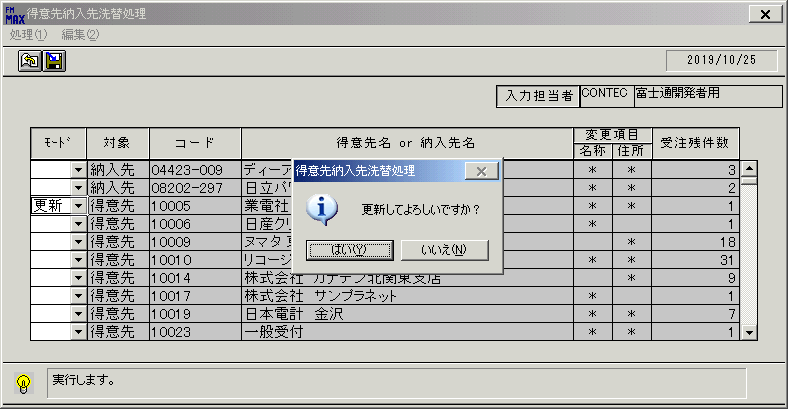 FM MAX 得意先納入先洗替処理
処理(1) 編集(2)
2019/10/25
入力担当者 CONTEC 富士通開発者用
ﾓｰﾄﾞ 対象 コード 得意先名 or 納入先名 変更項目 受注残件数
名称 住所
納入先 04423-009 ディーア * * 3
納入先 08202-297 日立パワ * * 2
更新 得意先 10005 業電社 * * 1
得意先 10006 日産クリ * 1
得意先 10009 ヌマタ 東 * 18
得意先 10010 リコージ * * 31
得意先 10014 株式会社 カナデン北関東支店 * 9
得意先 10017 株式会社 サンプラネット * 1
得意先 10019 日本電計 金沢 * * 7
得意先 10023 一般受付 * * 1
得意先納入先洗替処理
更新してよろしいですか？
はい(Y) いいえ(N)
実行します。